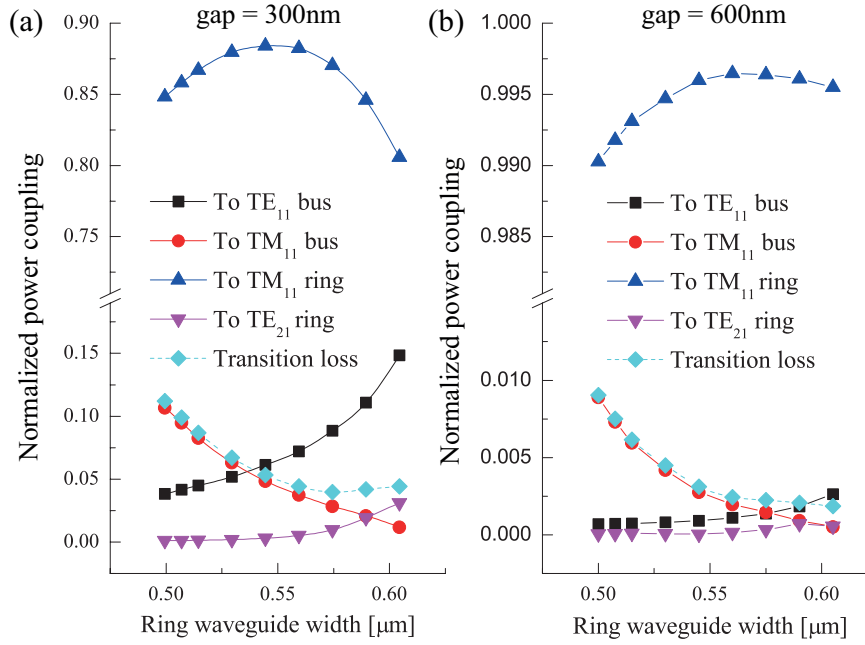 (a)
gap = 300nm
Normalized power coupling
0.90
0.85
0.80
0.75
0.15
0.10
0.05
0.00
To TE₁₁ bus
To TM₁₁ bus
To TM₁₁ ring
To TE₂₁ ring
Transition loss
0.50
0.55
0.60
Ring waveguide width [μm]
(b)
gap = 600nm
Normalized power coupling
1.000
0.995
0.990
0.985
0.010
0.005
0.000
To TE₁₁ bus
To TM₁₁ bus
To TM₁₁ ring
To TE₂₁ ring
Transition loss
0.50
0.55
0.60
Ring waveguide width [μm]